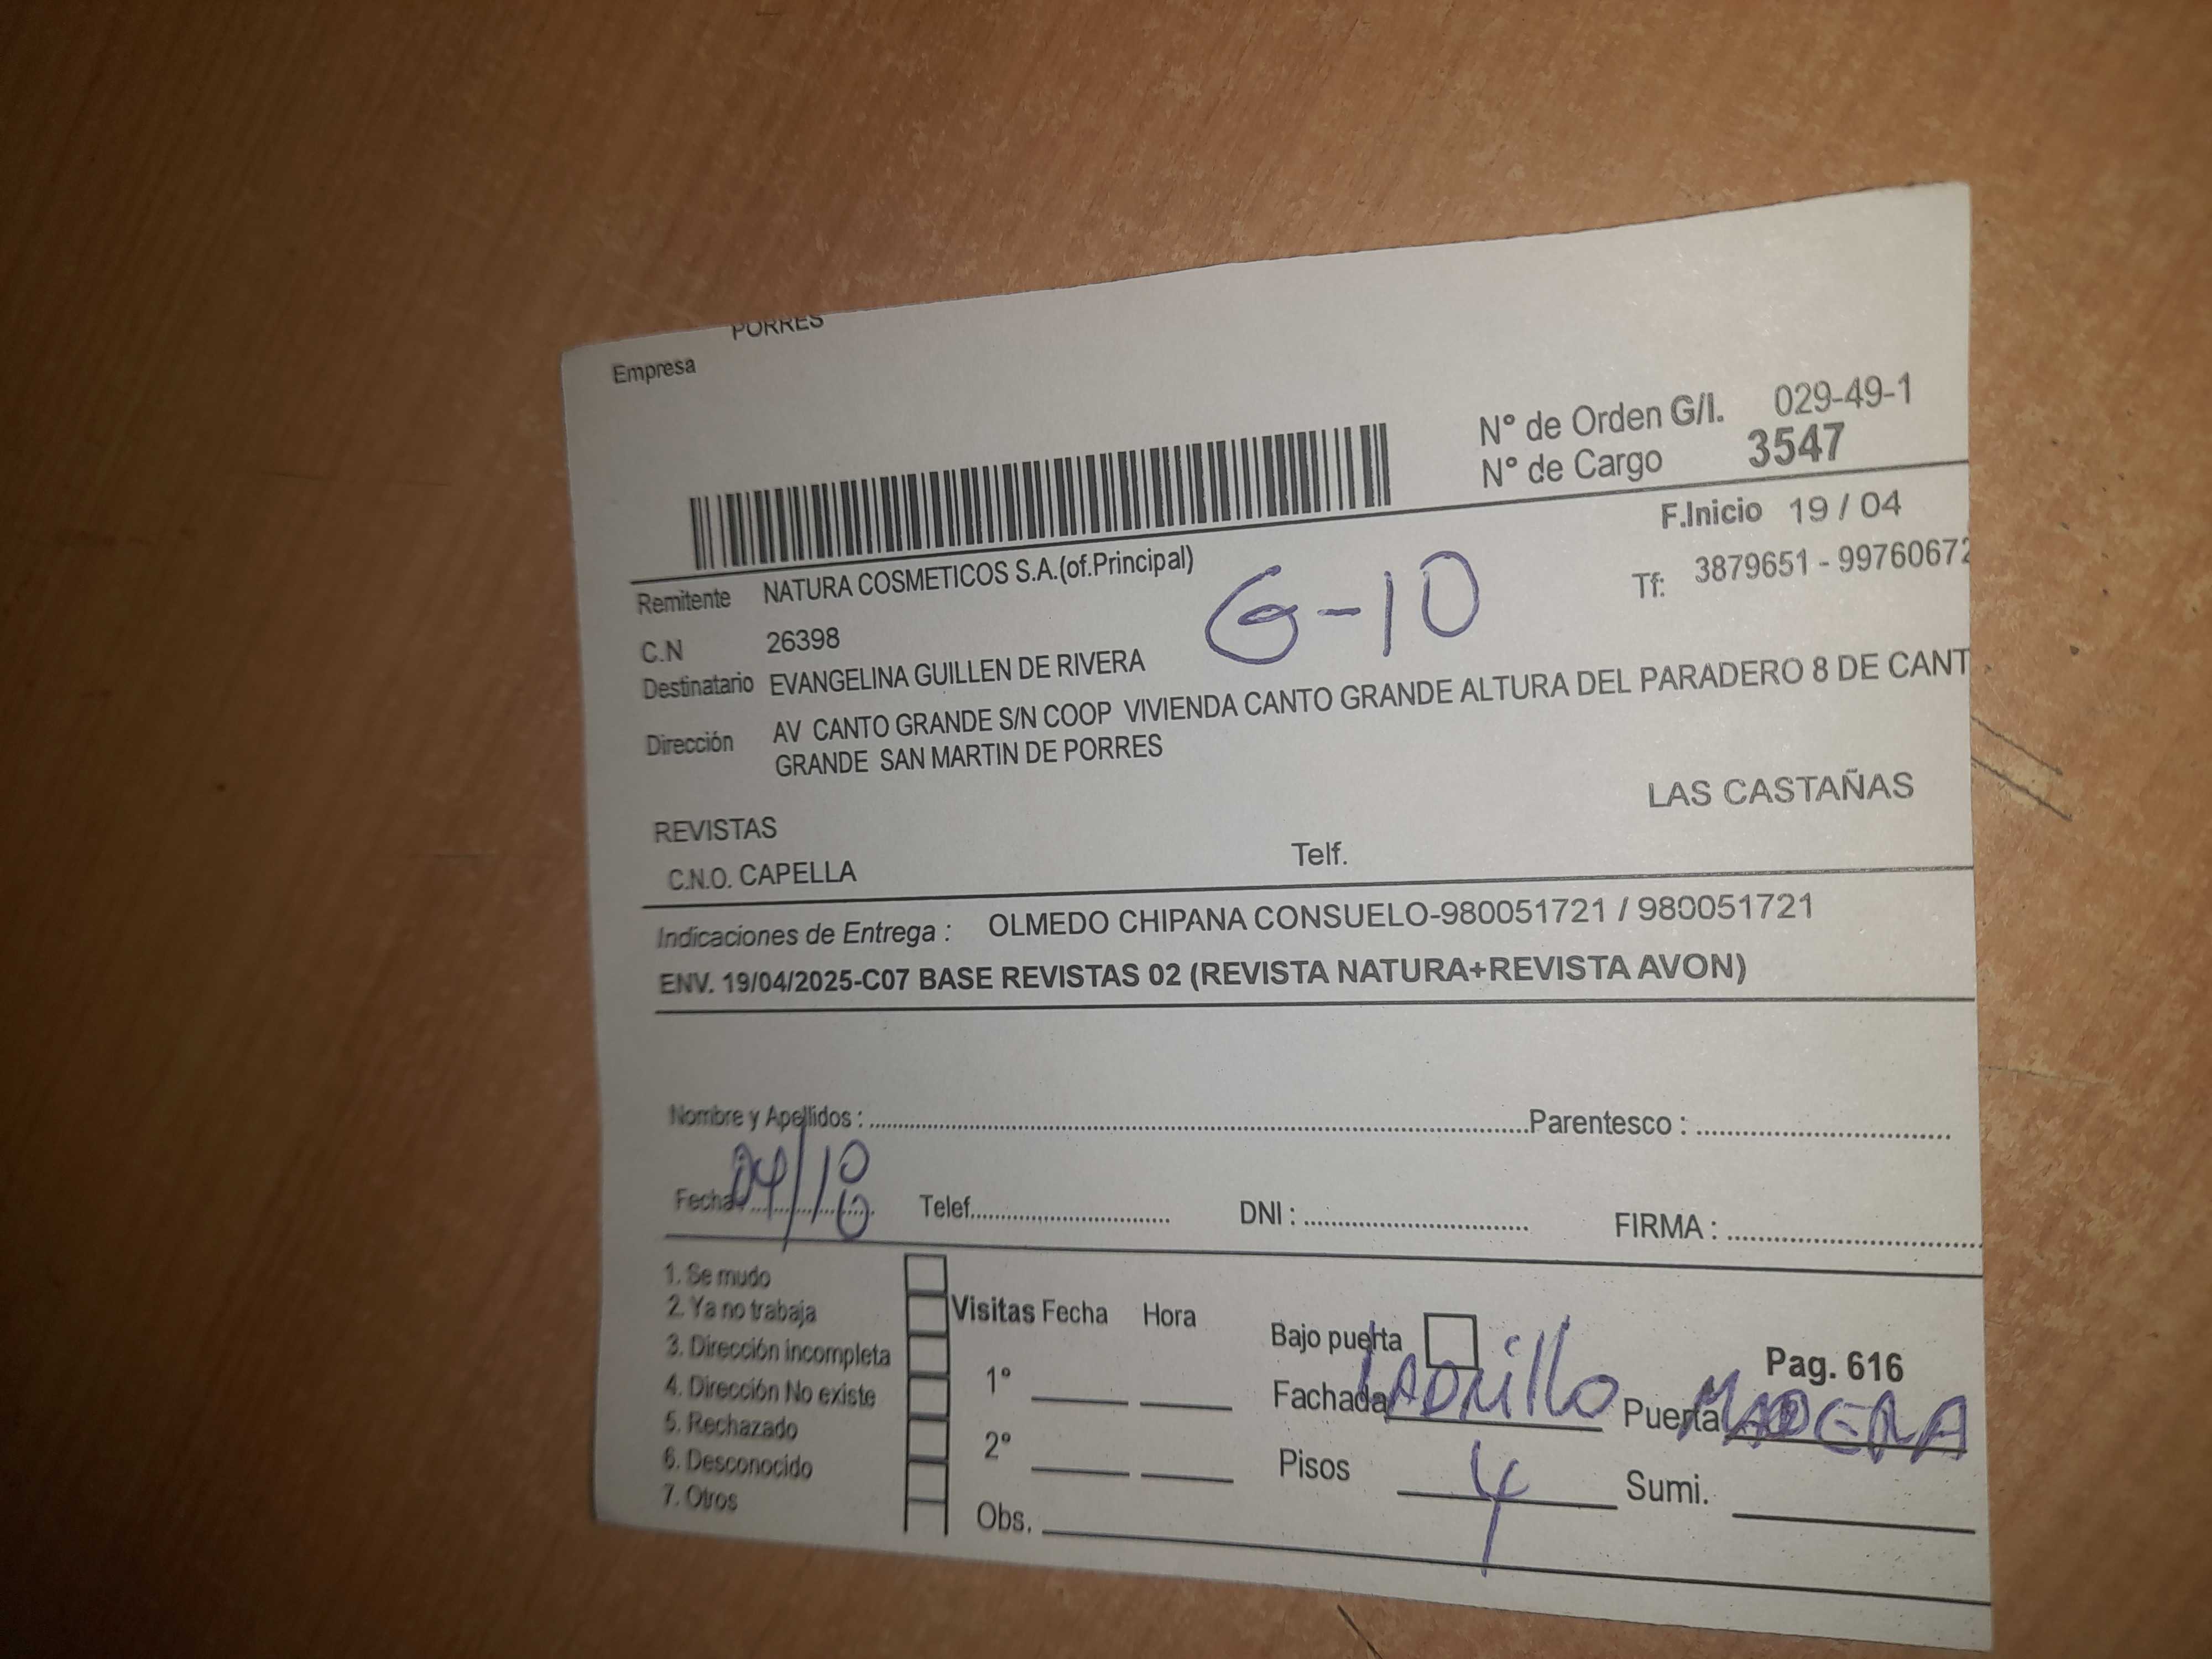 PORRES
Empresa
N° de Orden G/I. 029-49-1
N° de Cargo 3547
F.Inicio 19 / 04
Remitente NATURA COSMETICOS S.A.(of.Principal)
Tf: 3879651 - 99760672
G-10
C.N 26398
Destinatario EVANGELINA GUILLEN DE RIVERA
Dirección AV CANTO GRANDE S/N COOP VIVIENDA CANTO GRANDE ALTURA DEL PARADERO 8 DE CANT
GRANDE SAN MARTIN DE PORRES
LAS CASTAÑAS
REVISTAS
C.N.O. CAPELLA Telf.
Indicaciones de Entrega : OLMEDO CHIPANA CONSUELO-980051721 / 980051721
ENV. 19/04/2025-C07 BASE REVISTAS 02 (REVISTA NATURA+REVISTA AVON)
Nombre y Apellidos : Parentesco :
Fecha Telef. DNI : FIRMA :
1. Se mudo
2. Ya no trabaja
3. Dirección incompleta
4. Dirección No existe
5. Rechazado
6. Desconocido
7. Otros
Visitas Fecha Hora
1°
2°
Obs.
Bajo puerta
Pag. 616
Fachada LADRillo Puerta MADERA
Pisos 4 Sumi.